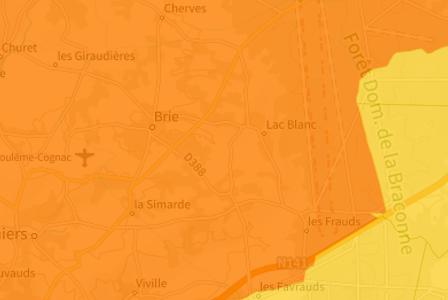 Cherves
Churet
les Giraudières
Forêt Dom. de la Braconne
Brie
Lac Blanc
oulême-Cognac
D388
la Simarde
les Frauds
iers
N141
uvauds
Viville
les Favrauds